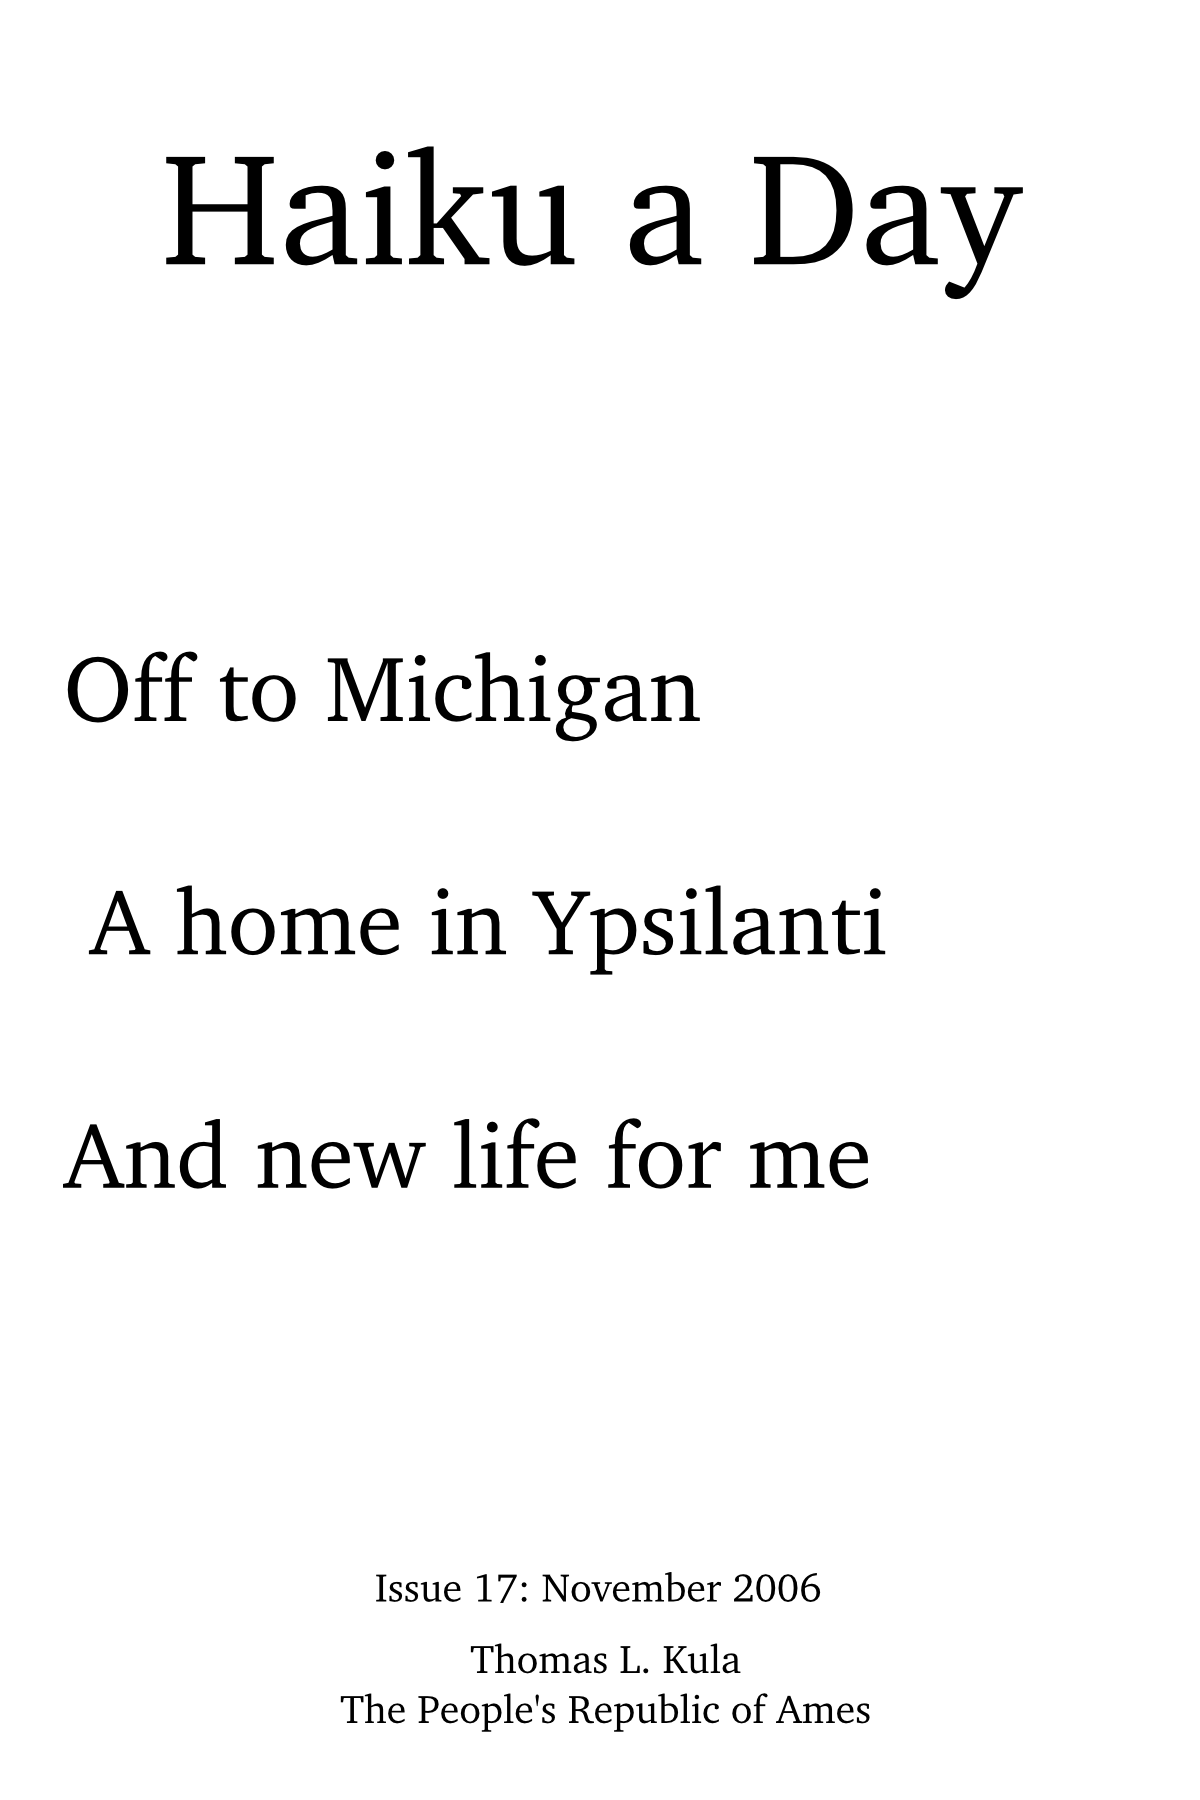 Haiku a Day
Off to Michigan
A home in Ypsilanti
And new life for me
Issue 17: November 2006
Thomas L. Kula
The People's Republic of Ames